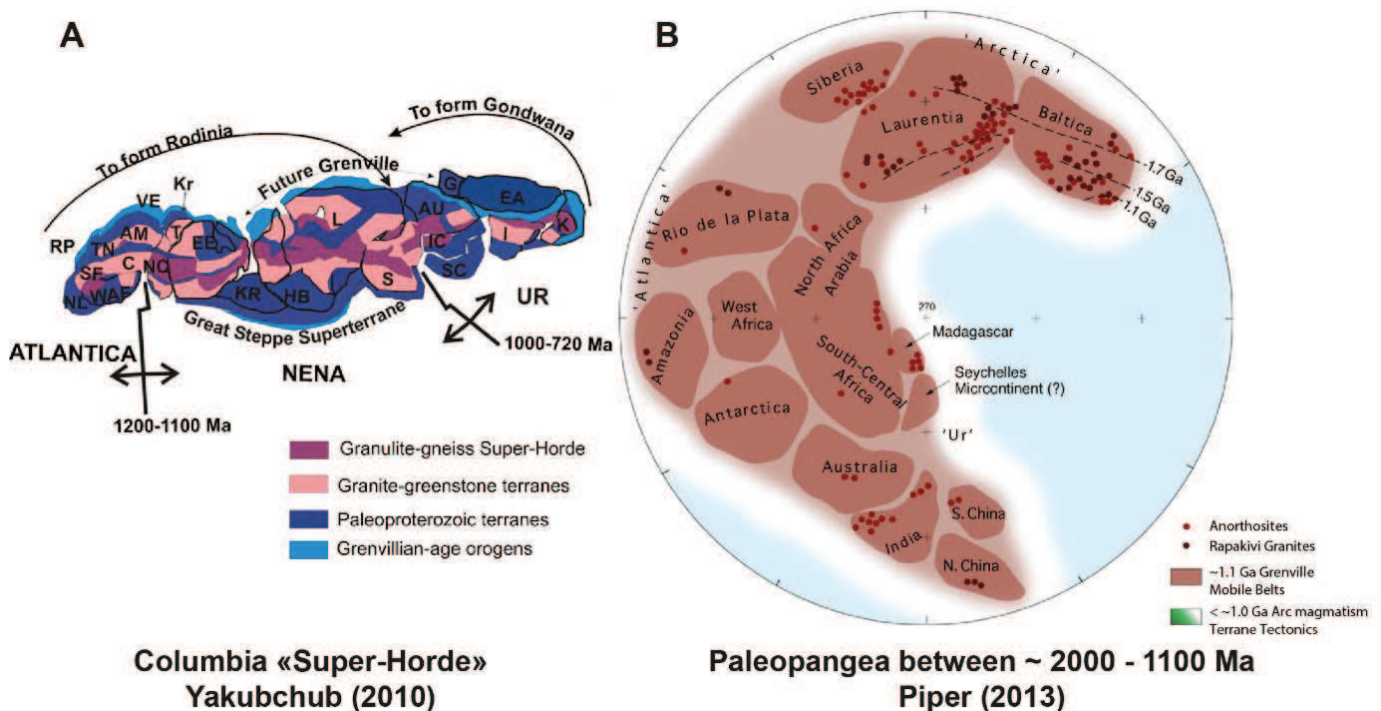 A
To form Rodinia
To form Gondwana
Future Grenville
Kr
VE
RP
TN
AM
T
EE
SF
C
NC
NL
WAF
L
AU
G
EA
IC
I
K
SC
S
KR
HB
Great Steppe Superterrane
UR
ATLANTICA
NENA
1000-720 Ma
1200-1100 Ma
Granulite-gneiss Super-Horde
Granite-greenstone terranes
Paleoproterozoic terranes
Grenvillian-age orogens
Columbia «Super-Horde»
Yakubchub (2010)
B
'Arctica'
Siberia
Laurentia
Baltica
1.7 Ga
1.5Ga
1.1 Ga
'Atlantica'
Rio de la Plata
North Africa
Arabia
West
Africa
Amazonia
270
Madagascar
South-Central
Africa
Seychelles
Microcontinent (?)
Antarctica
'Ur'
Australia
India
S. China
N. China
Anorthosites
Rapakivi Granites
~1.1 Ga Grenville
Mobile Belts
< ~1.0 Ga Arc magmatism
Terrane Tectonics
Paleopangea between ~ 2000 - 1100 Ma
Piper (2013)